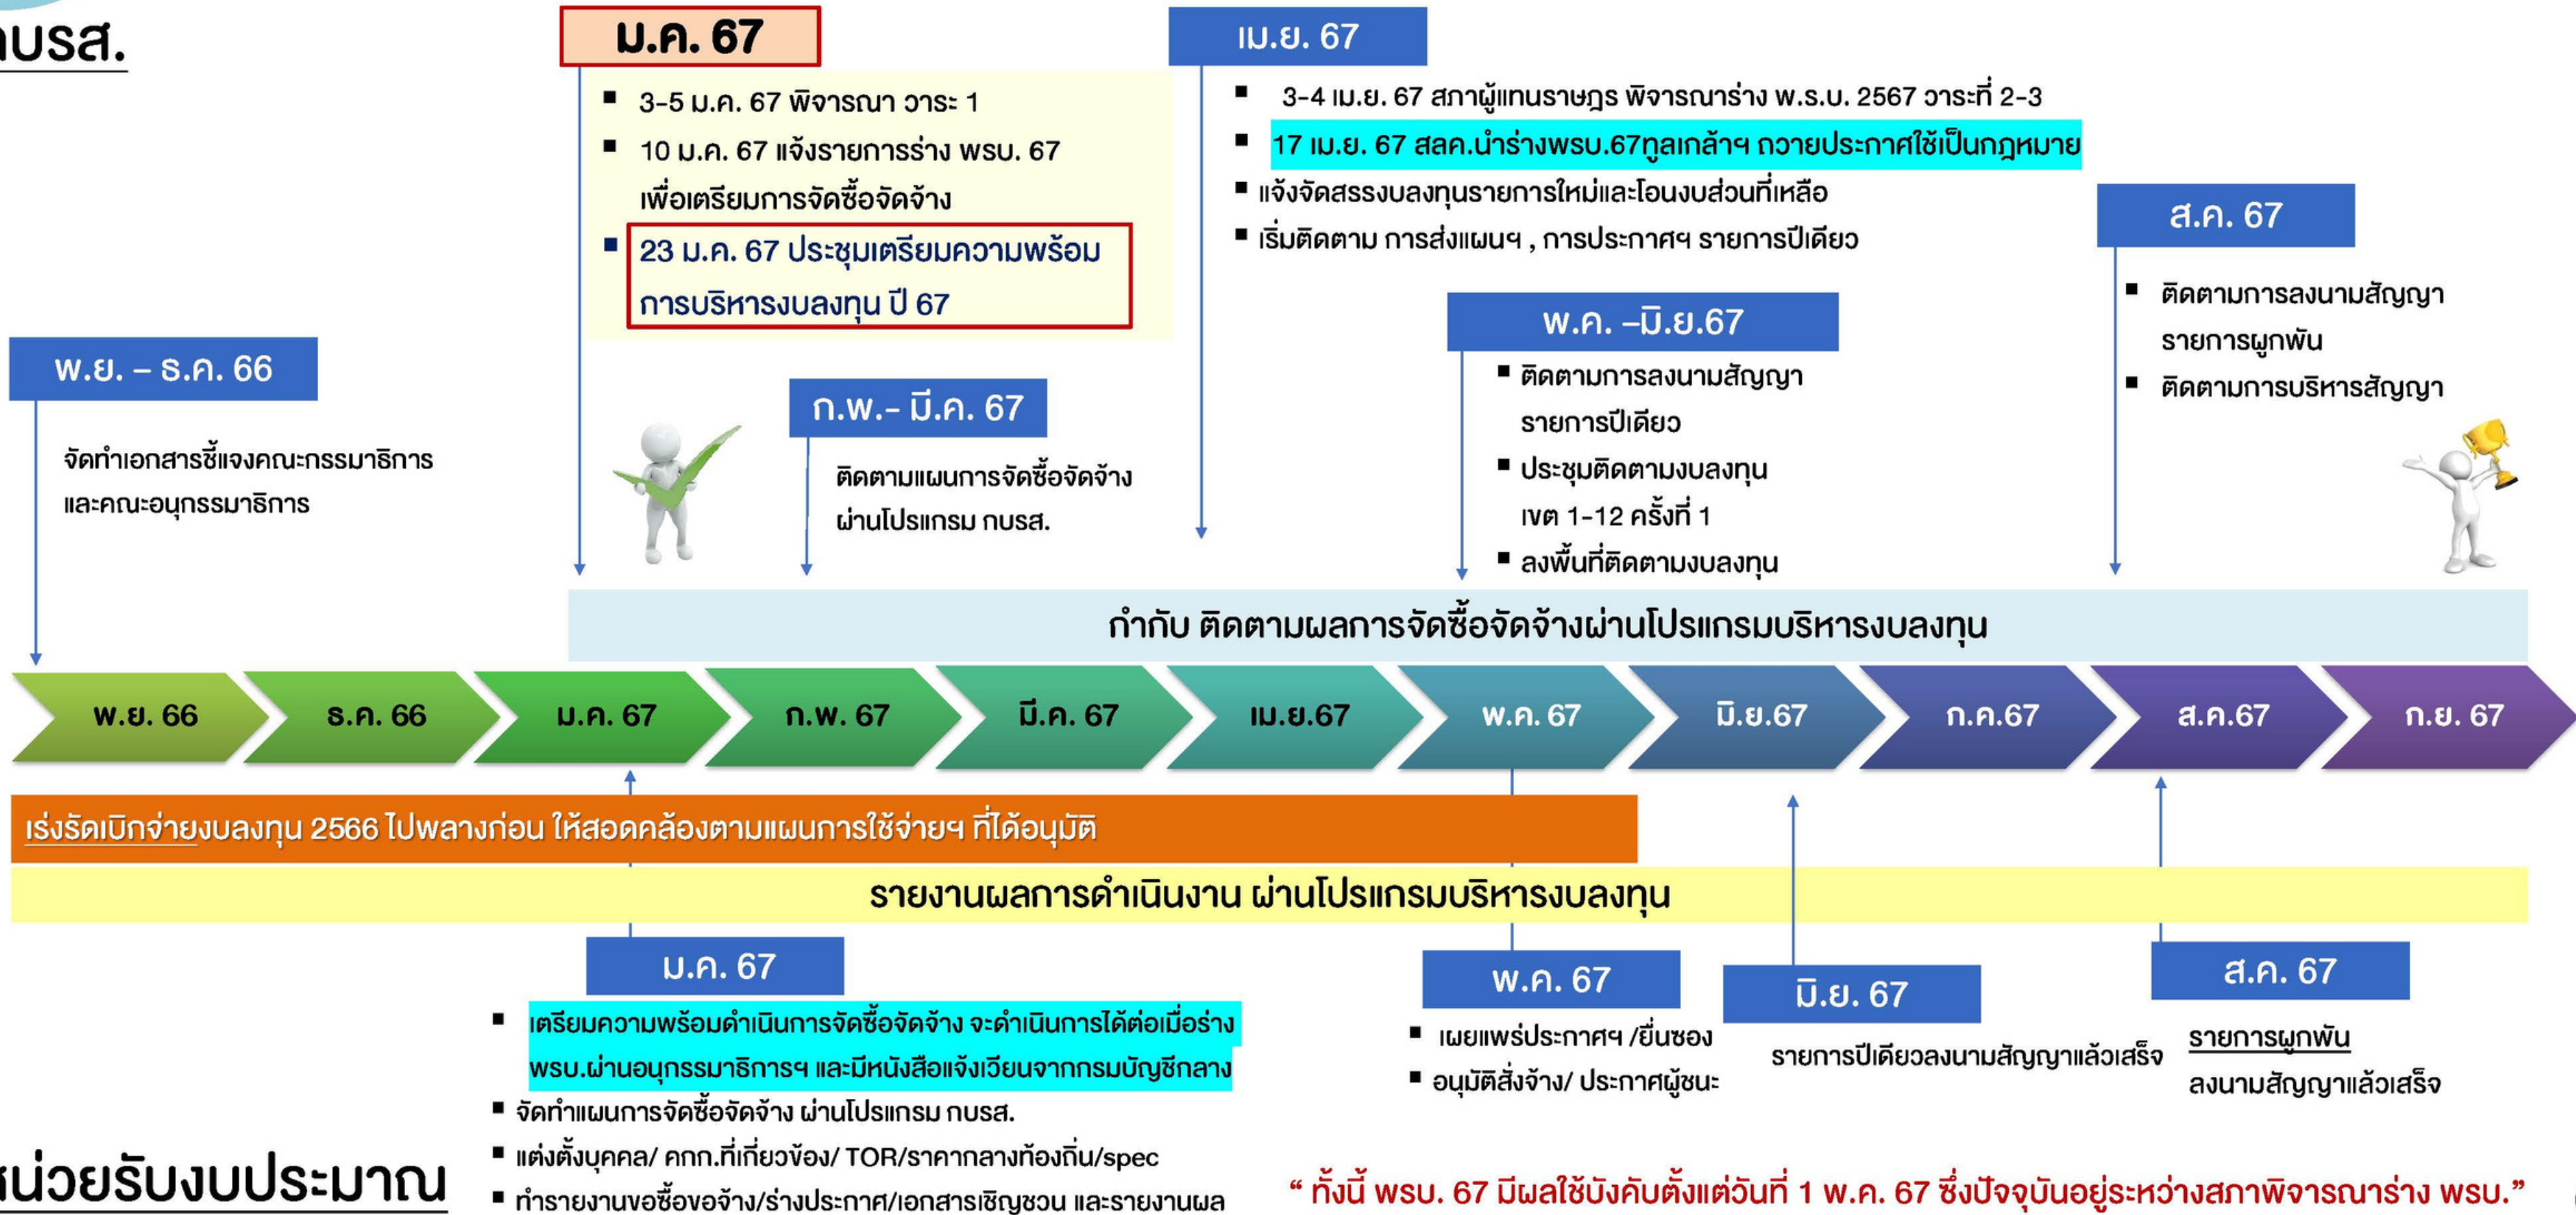 กบรส.
ม.ค. 67
▪ 3-5 ม.ค. 67 พิจารณา วาระ 1
▪ 10 ม.ค. 67 แจ้งรายการร่าง พรบ. 67
เพื่อเตรียมการจัดซื้อจัดจ้าง
▪ 23 ม.ค. 67 ประชุมเตรียมความพร้อม
การบริหารงบลงทุน ปี 67
เม.ย. 67
▪ 3-4 เม.ย. 67 สภาผู้แทนราษฎร พิจารณาร่าง พ.ร.บ. 2567 วาระที่ 2-3
▪ 17 เม.ย. 67 สลค.นำร่างพรบ.67ทูลเกล้าฯ ถวายประกาศใช้เป็นกฎหมาย
▪ แจ้งจัดสรรงบลงทุนรายการใหม่และโอนงบส่วนที่เหลือ
▪ เริ่มติดตาม การส่งแผนฯ , การประกาศฯ รายการปีเดียว
ส.ค. 67
▪ ติดตามการลงนามสัญญา
รายการผูกพัน
▪ ติดตามการบริหารสัญญา
พ.ย. – ธ.ค. 66
จัดทำเอกสารชี้แจงคณะกรรมาธิการ
และคณะอนุกรรมาธิการ
ก.พ.- มี.ค. 67
ติดตามแผนการจัดซื้อจัดจ้าง
ผ่านโปรแกรม กบรส.
พ.ค. –มิ.ย.67
▪ ติดตามการลงนามสัญญา
รายการปีเดียว
▪ ประชุมติดตามงบลงทุน
เขต 1-12 ครั้งที่ 1
▪ ลงพื้นที่ติดตามงบลงทุน
กำกับ ติดตามผลการจัดซื้อจัดจ้างผ่านโปรแกรมบริหารงบลงทุน
พ.ย. 66 ธ.ค. 66 ม.ค. 67 ก.พ. 67 มี.ค. 67 เม.ย.67 พ.ค. 67 มิ.ย.67 ก.ค.67 ส.ค.67 ก.ย. 67
เร่งรัดเบิกจ่ายงบลงทุน 2566 ไปพลางก่อน ให้สอดคล้องตามแผนการใช้จ่ายฯ ที่ได้อนุมัติ
รายงานผลการดำเนินงาน ผ่านโปรแกรมบริหารงบลงทุน
ม.ค. 67
▪ เตรียมความพร้อมดำเนินการจัดซื้อจัดจ้าง จะดำเนินการได้ต่อเมื่อร่าง
พรบ.ผ่านอนุกรรมาธิการฯ และมีหนังสือแจ้งเวียนจากกรมบัญชีกลาง
▪ จัดทำแผนการจัดซื้อจัดจ้าง ผ่านโปรแกรม กบรส.
▪ แต่งตั้งบุคคล/ คกก.ที่เกี่ยวข้อง/ TOR/ราคากลางท้องถิ่น/spec
▪ ทำรายงานขอซื้อขอจ้าง/ร่างประกาศ/เอกสารเชิญชวน และรายงานผล
พ.ค. 67
▪ เผยแพร่ประกาศฯ /ยื่นซอง
▪ อนุมัติสั่งจ้าง/ ประกาศผู้ชนะ
มิ.ย. 67
รายการปีเดียวลงนามสัญญาแล้วเสร็จ
ส.ค. 67
รายการผูกพัน
ลงนามสัญญาแล้วเสร็จ
หน่วยรับงบประมาณ
“ ทั้งนี้ พรบ. 67 มีผลใช้บังคับตั้งแต่วันที่ 1 พ.ค. 67 ซึ่งปัจจุบันอยู่ระหว่างสภาพิจารณาร่าง พรบ.”